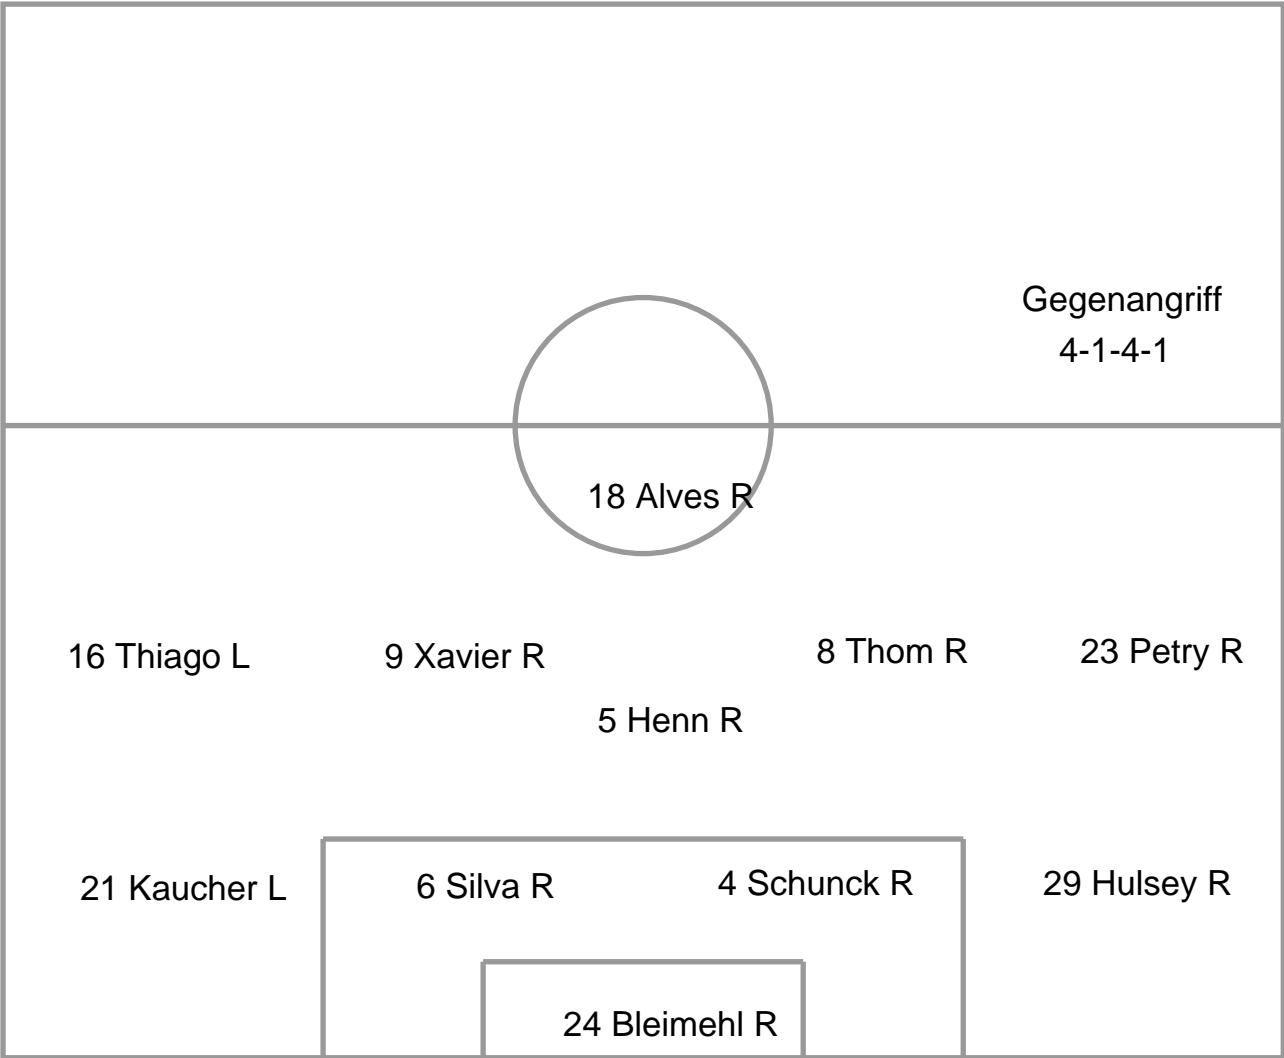 Gegenangriff
4-1-4-1
18 Alves R
16 Thiago L
9 Xavier R
8 Thom R
23 Petry R
5 Henn R
21 Kaucher L
6 Silva R
4 Schunck R
29 Hulsey R
24 Bleimehl R